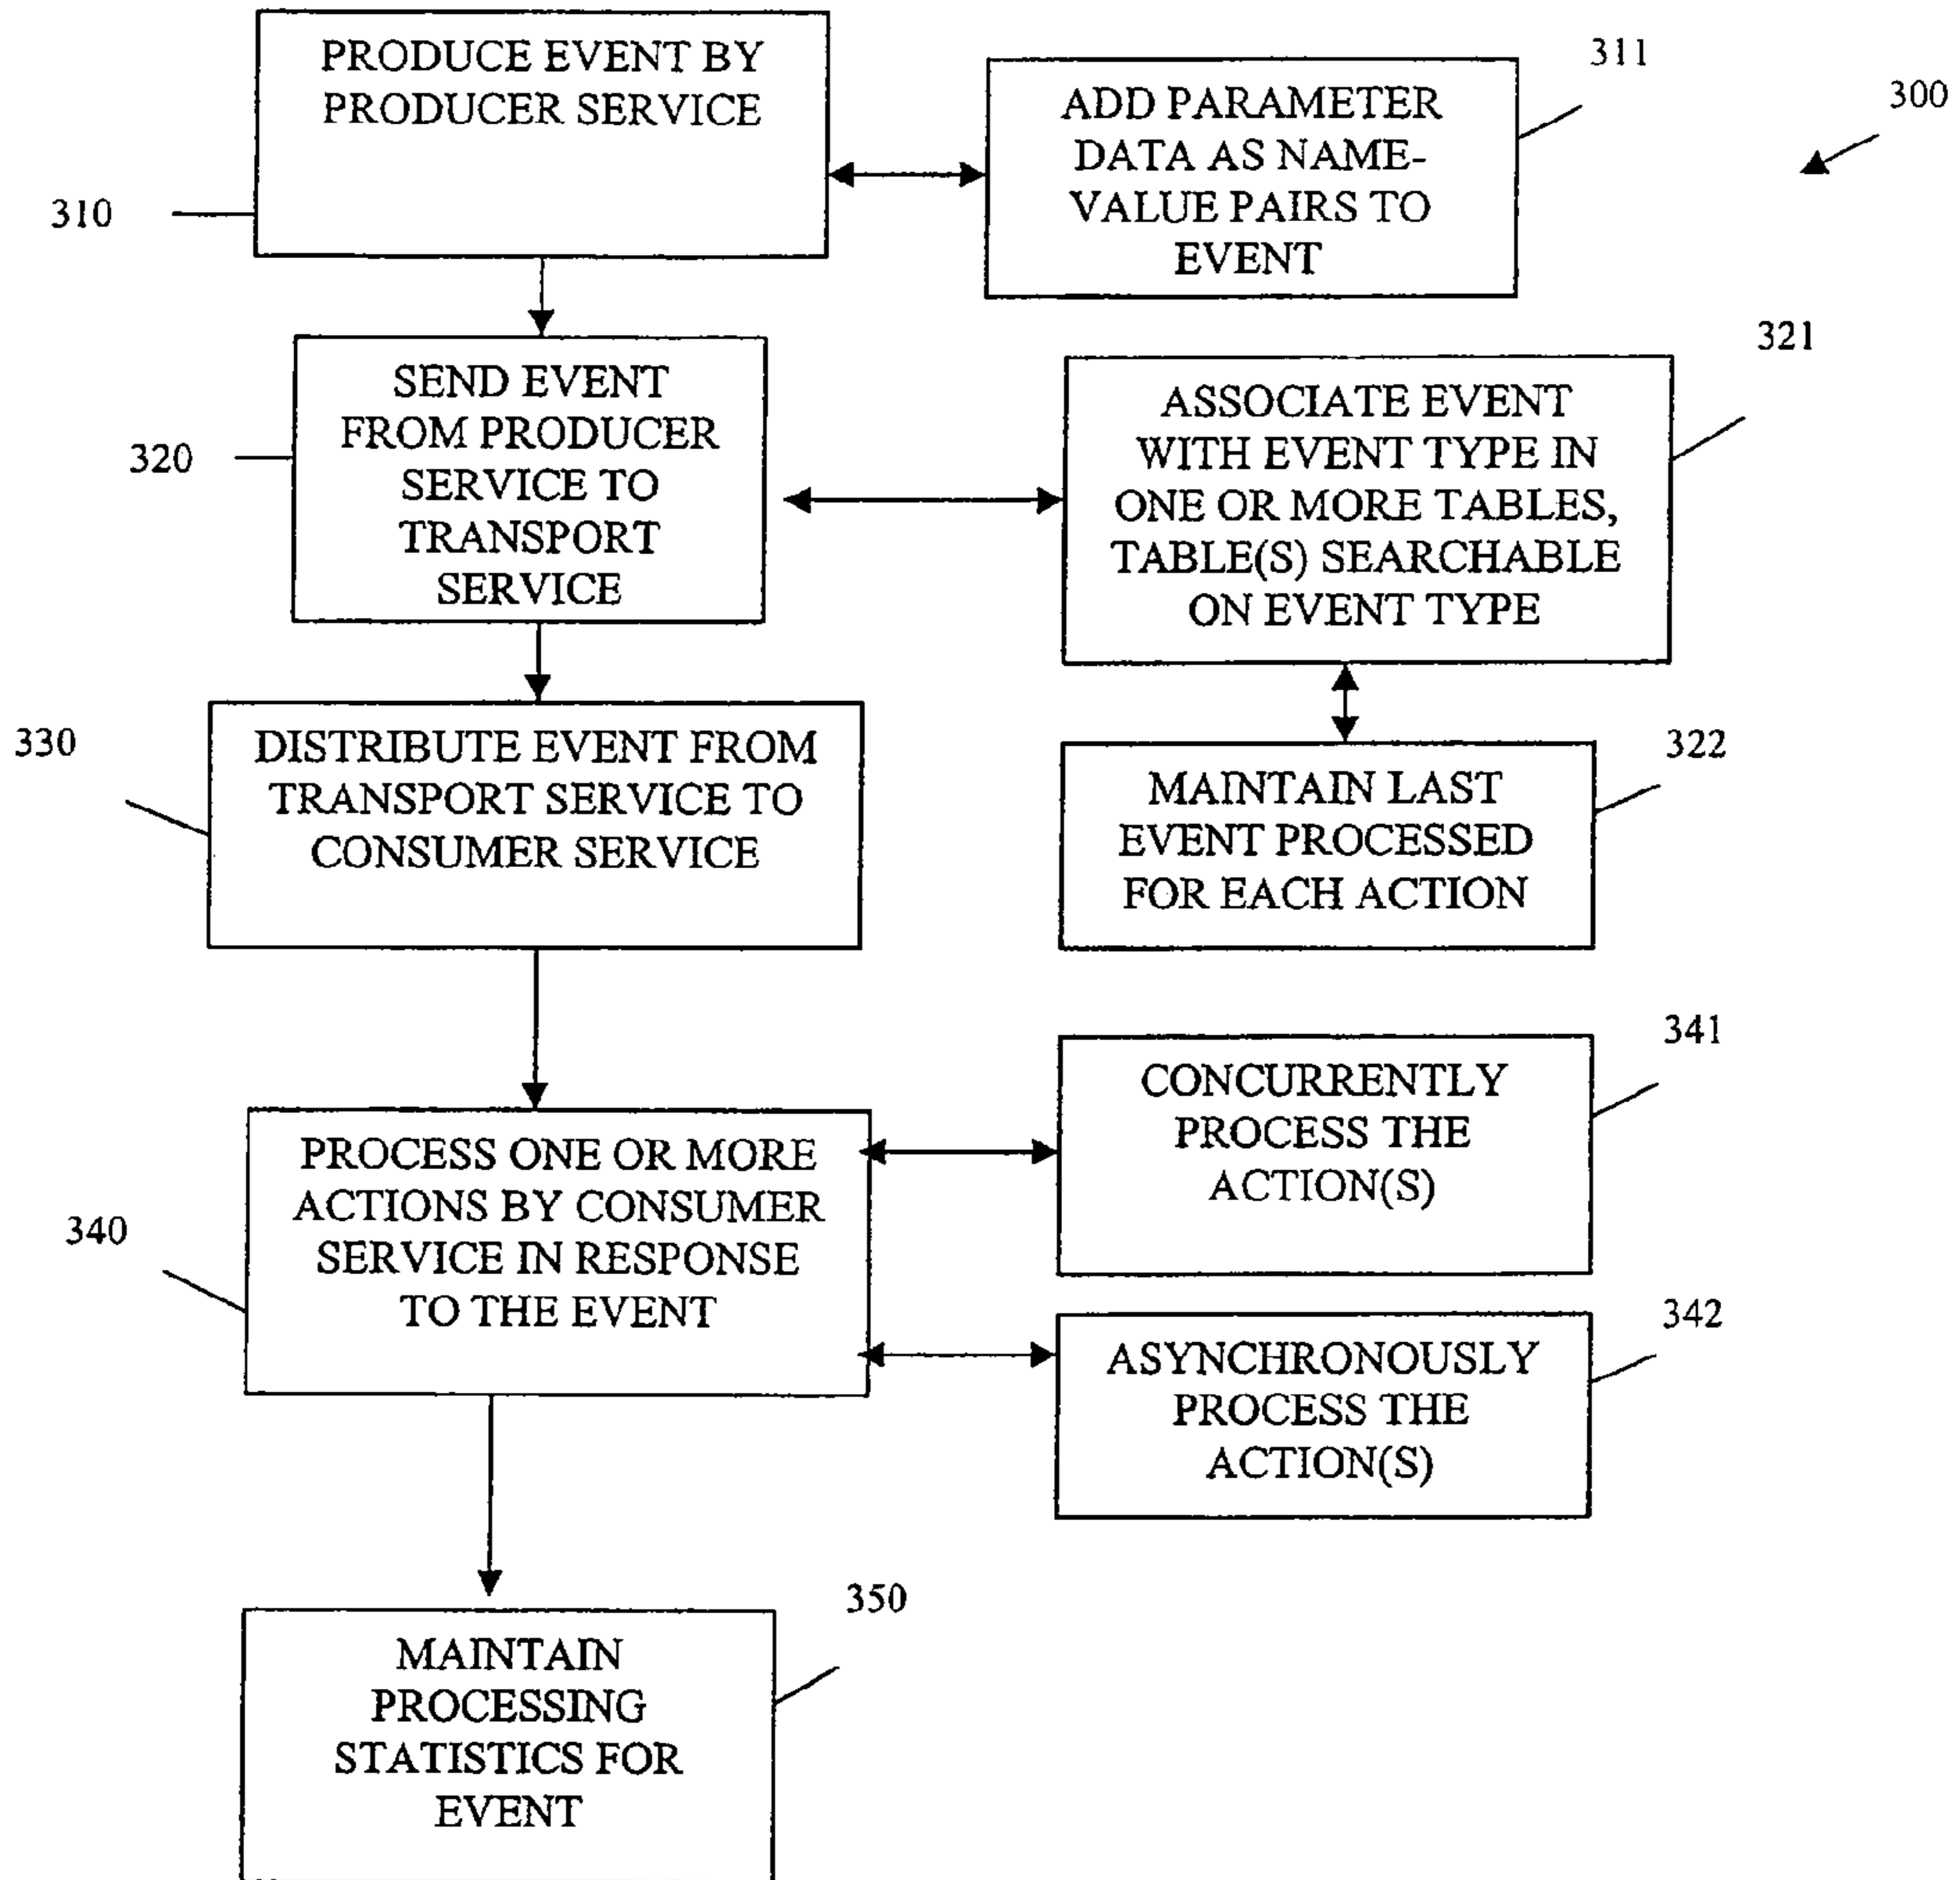 PRODUCE EVENT BY
PRODUCER SERVICE
310
ADD PARAMETER
DATA AS NAME-
VALUE PAIRS TO
EVENT
311
300
SEND EVENT
FROM PRODUCER
SERVICE TO
TRANSPORT
SERVICE
320
ASSOCIATE EVENT
WITH EVENT TYPE IN
ONE OR MORE TABLES,
TABLE(S) SEARCHABLE
ON EVENT TYPE
321
DISTRIBUTE EVENT FROM
TRANSPORT SERVICE TO
CONSUMER SERVICE
330
MAINTAIN LAST
EVENT PROCESSED
FOR EACH ACTION
322
PROCESS ONE OR MORE
ACTIONS BY CONSUMER
SERVICE IN RESPONSE
TO THE EVENT
340
CONCURRENTLY
PROCESS THE
ACTION(S)
341
ASYNCHRONOUSLY
PROCESS THE
ACTION(S)
342
MAINTAIN
PROCESSING
STATISTICS FOR
EVENT
350